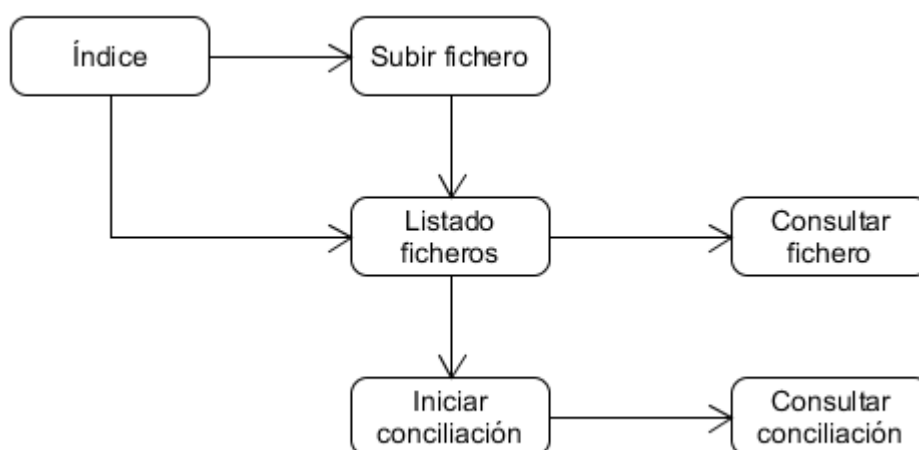 Índice
Subir fichero
Listado
ficheros
Consultar
fichero
Iniciar
conciliación
Consultar
conciliación